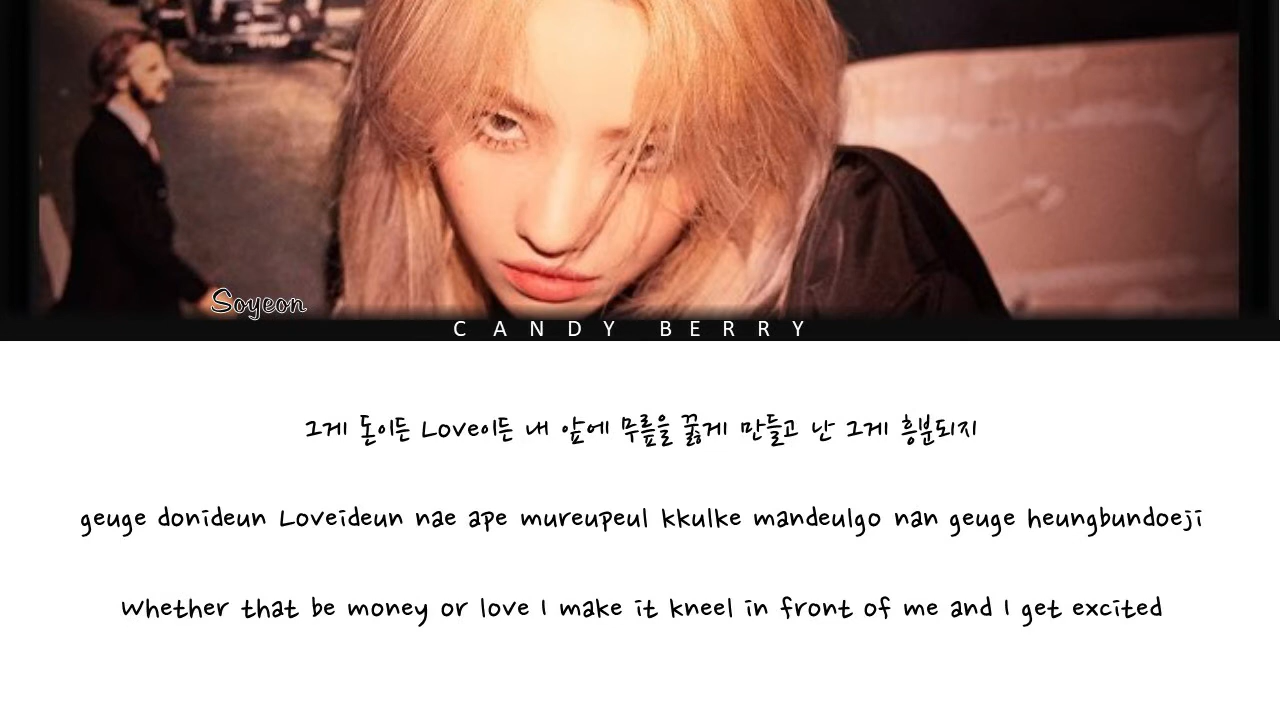 Soyeon
CANDY BERRY
그게 돈이든 Love이든 내 앞에 무릎을 꿇게 만들고 난 그게 흥분되지
geuge donideun Loveideun nae ape mureupeul kkulke mandeulgo nan geuge heungbundoeji
Whether that be money or love I make it kneel in front of me and I get excited